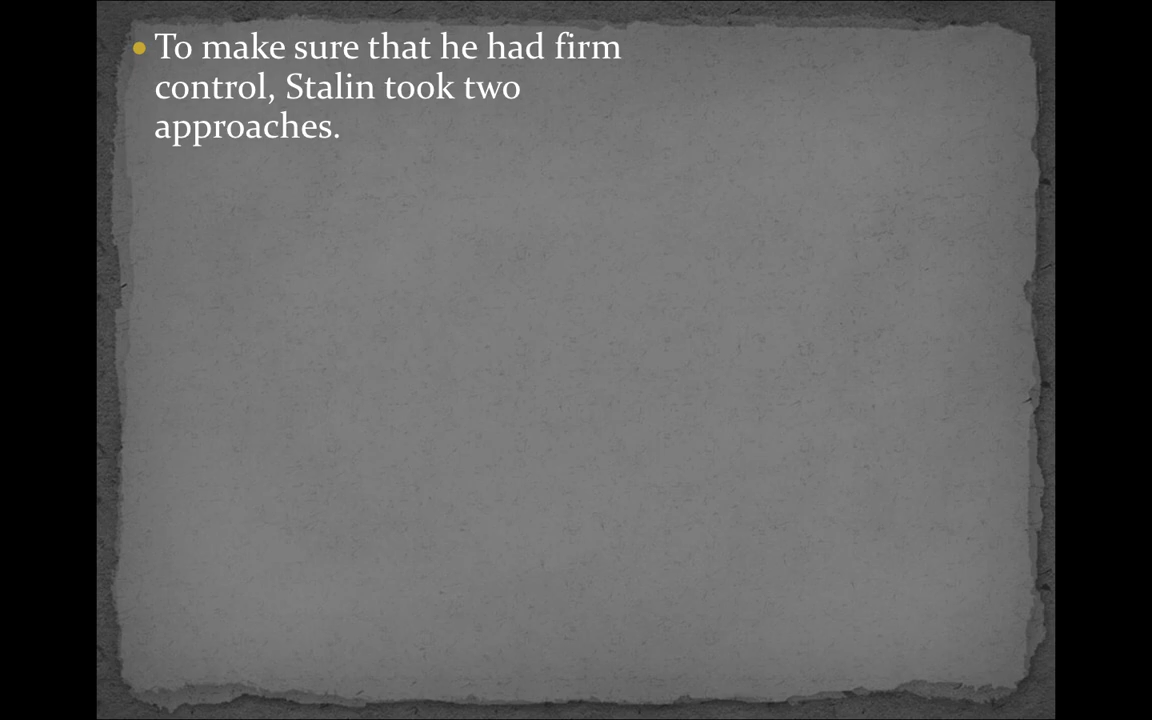 To make sure that he had firm
control, Stalin took two
approaches.